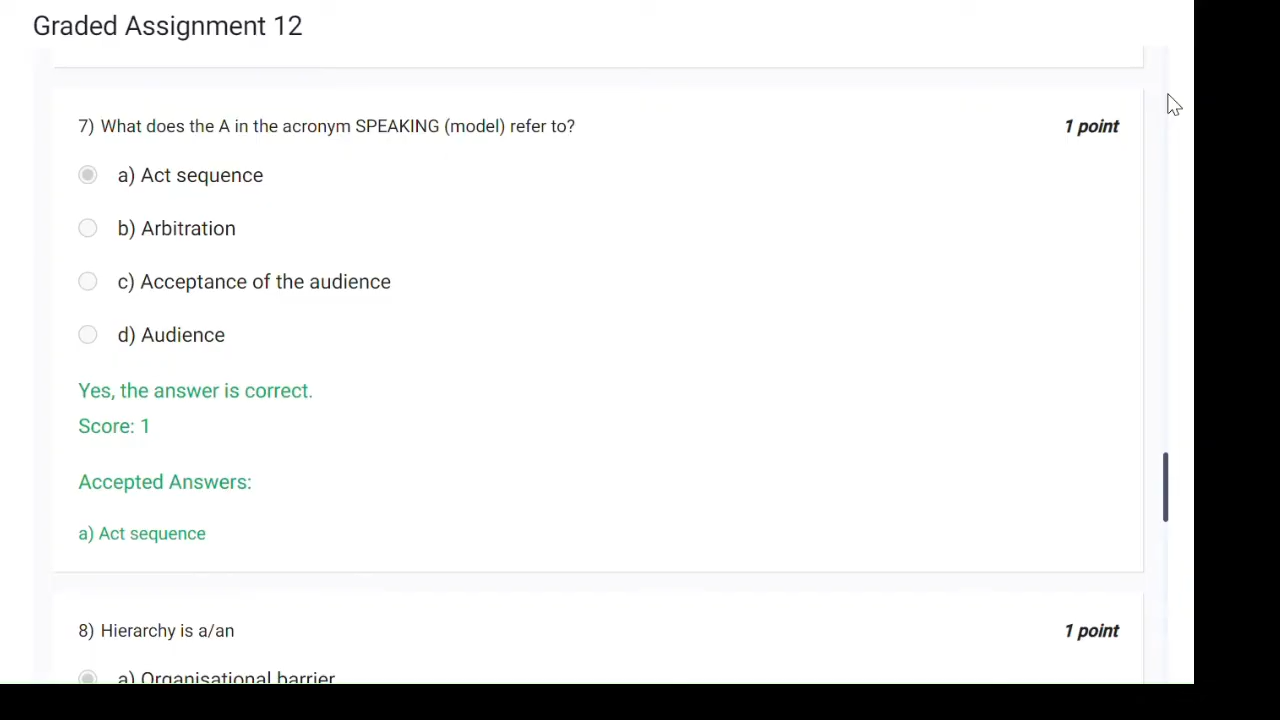 Graded Assignment 12
7) What does the A in the acronym SPEAKING (model) refer to? 1 point
a) Act sequence
b) Arbitration
c) Acceptance of the audience
d) Audience
Yes, the answer is correct.
Score: 1
Accepted Answers:
a) Act sequence
8) Hierarchy is a/an 1 point
a) Organisational barrier